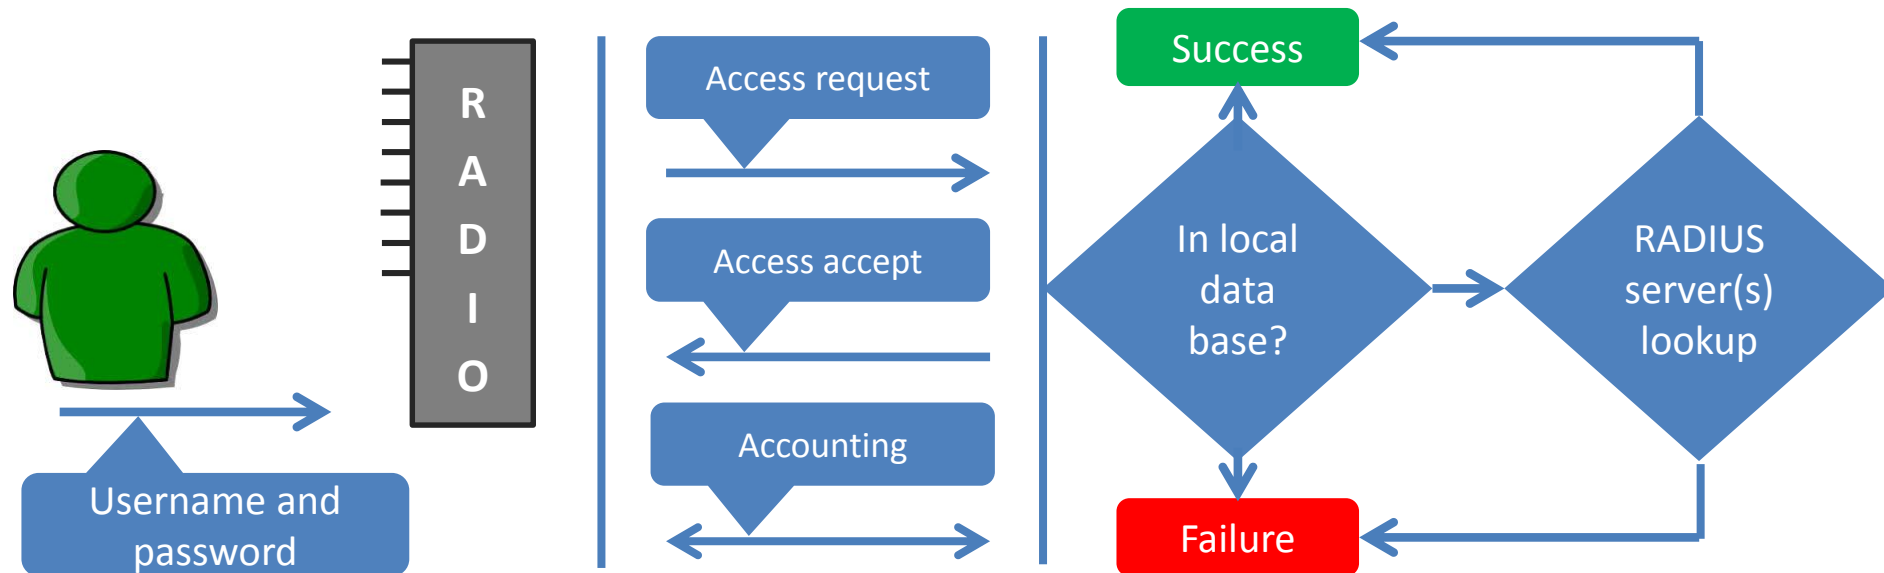 Username and
password
R
A
D
I
O
Access request
Access accept
Accounting
Success
In local
data
base?
Failure
RADIUS
server(s)
lookup